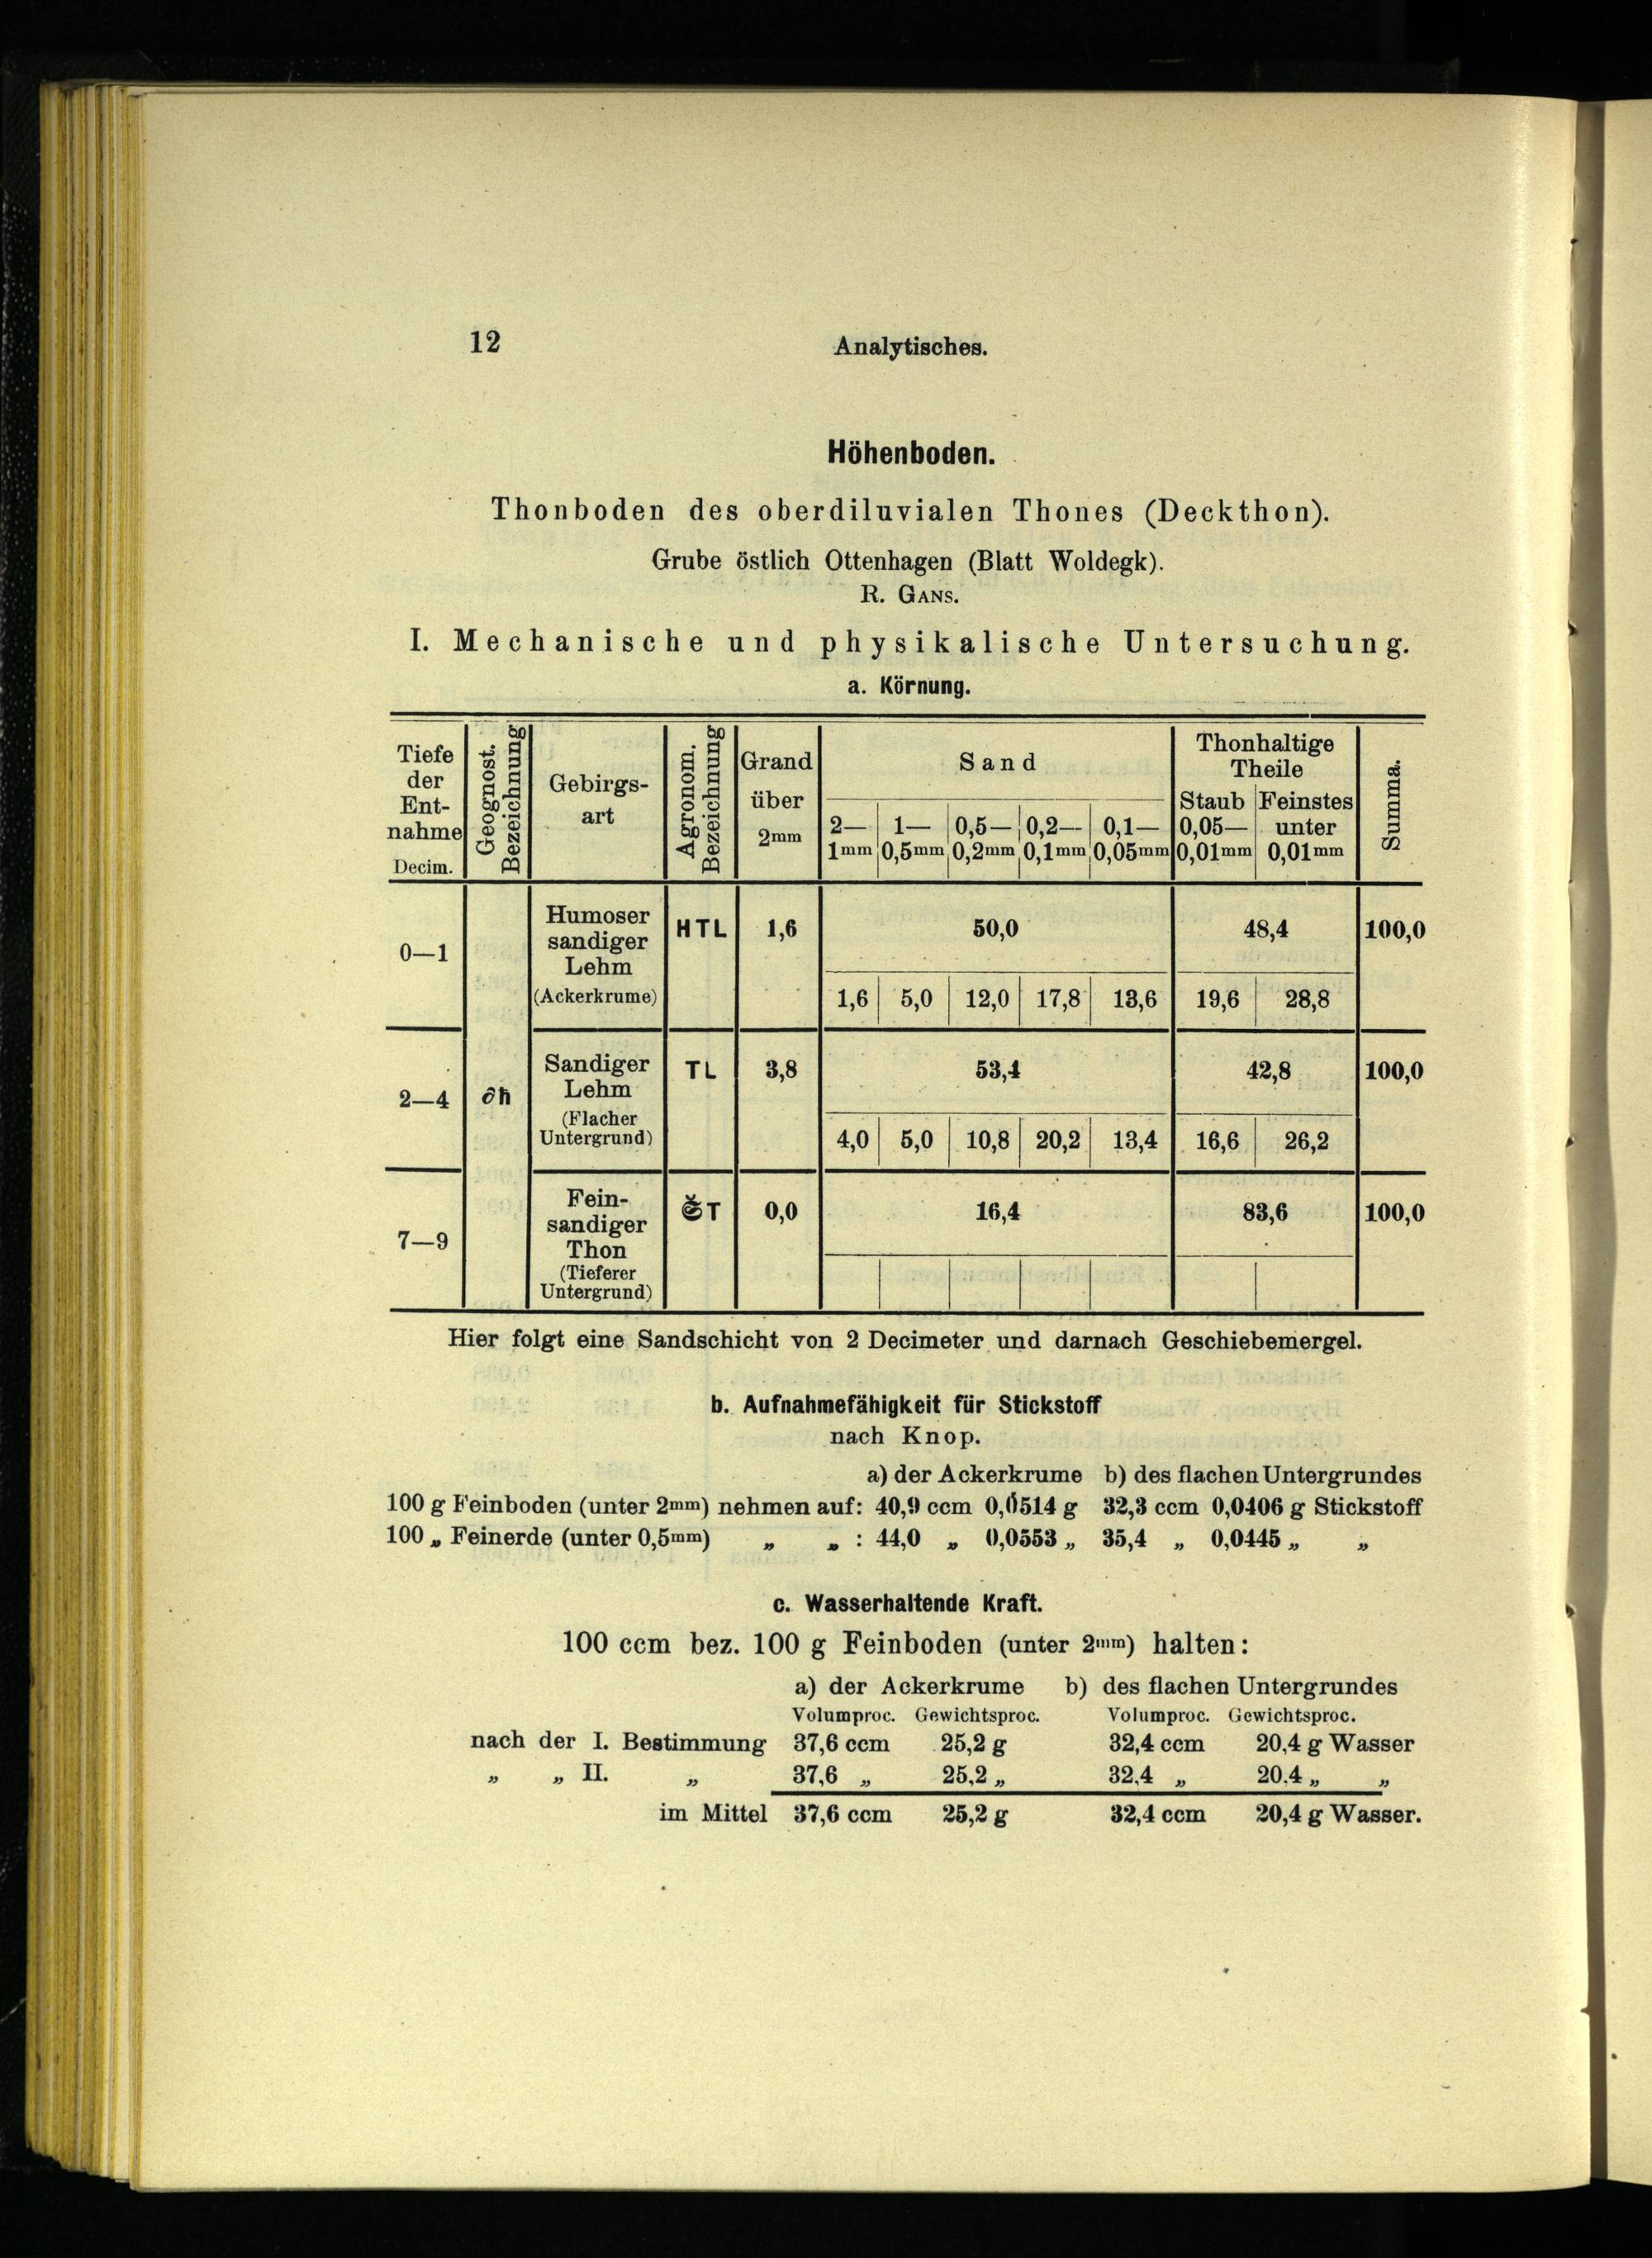 12 Analytisches.
Höhenboden.
Thonboden des oberdiluvialen Thones (Deckthon).
Grube östlich Ottenhagen (Blatt Woldegk).
R. GANS.
I. Mechanische und physikalische Untersuchung.
a. Körnung.
Tiefe der Ent- nahme Decim. | Geognost. Bezeichnung | Gebirgs- art | Agronom. Bezeichnung | Grand über 2mm | Sand | Thonhaltige Theile | Summa.
2— 1mm | 1— 0,5mm | 0,5— 0,2mm | 0,2— 0,1mm | 0,1— 0,05mm | Staub 0,05— 0,01mm | Feinstes unter 0,01mm
0—1 | Humoser sandiger Lehm (Ackerkrume) | HTL | 1,6 | 50,0 | 48,4 | 100,0
1,6 | 5,0 | 12,0 | 17,8 | 13,6 | 19,6 | 28,8
2—4 | ∂ħ | Sandiger Lehm (Flacher Untergrund) | TL | 3,8 | 53,4 | 42,8 | 100,0
4,0 | 5,0 | 10,8 | 20,2 | 13,4 | 16,6 | 26,2
7—9 | Fein- sandiger Thon (Tieferer Untergrund) | ŠT | 0,0 | 16,4 | 83,6 | 100,0
Hier folgt eine Sandschicht von 2 Decimeter und darnach Geschiebemergel.
b. Aufnahmefähigkeit für Stickstoff
nach Knop.
a) der Ackerkrume b) des flachen Untergrundes
100 g Feinboden (unter 2mm) nehmen auf: 40,9 ccm 0,0514 g 32,3 ccm 0,0406 g Stickstoff
100 „ Feinerde (unter 0,5mm) „ „ : 44,0 „ 0,0553 „ 35,4 „ 0,0445 „ „
c. Wasserhaltende Kraft.
100 ccm bez. 100 g Feinboden (unter 2mm) halten:
a) der Ackerkrume b) des flachen Untergrundes
Volumproc. Gewichtsproc. Volumproc. Gewichtsproc.
nach der I. Bestimmung 37,6 ccm 25,2 g 32,4 ccm 20,4 g Wasser
„ „ II. „ 37,6 „ 25,2 „ 32,4 „ 20,4 „ „
im Mittel 37,6 ccm 25,2 g 32,4 ccm 20,4 g Wasser.